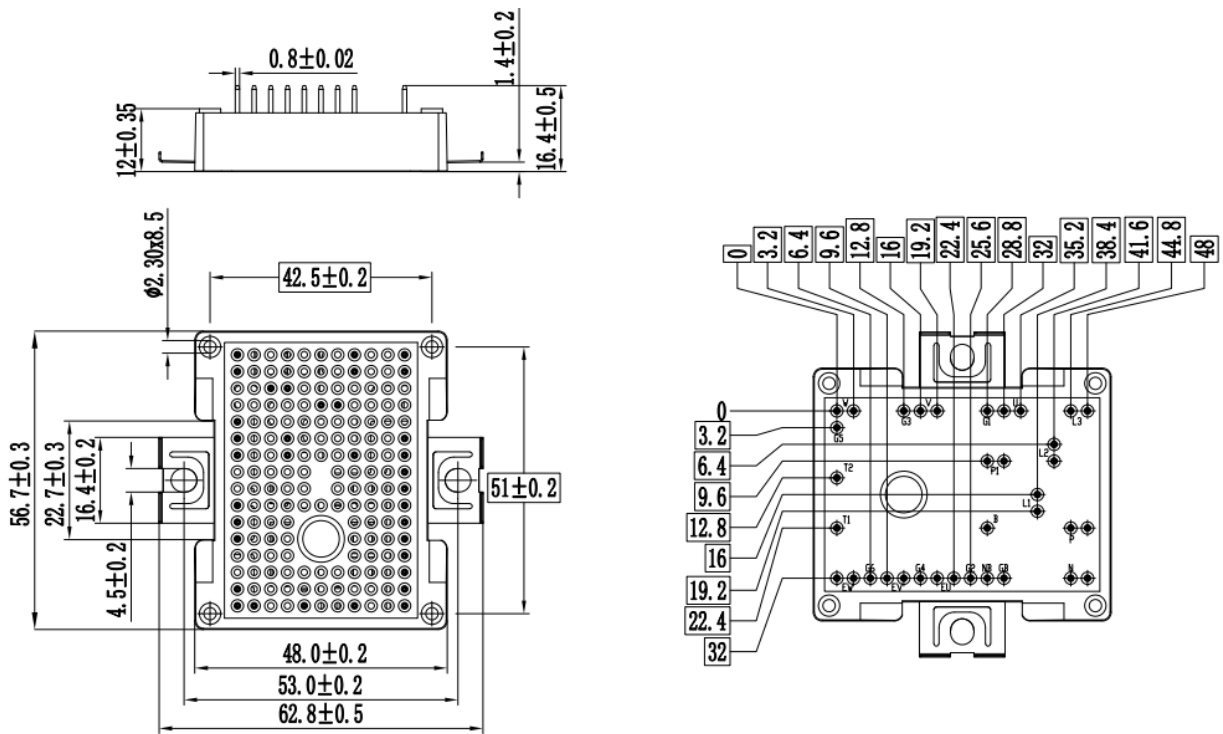 0.8±0.02
1.4±0.2
12±0.35
16.4±0.5
Φ2.30x8.5
42.5±0.2
56.7±0.3
22.7±0.3
16.4±0.2
4.5±0.2
51±0.2
48.0±0.2
53.0±0.2
62.8±0.5
0 3.2 6.4 9.6 12.8 16 19.2 22.4 25.6 28.8 32 35.2 38.4 41.6 44.8 48
0
3.2
6.4
9.6
12.8
16
19.2
22.4
32
W G3 V G1 U L3
G5
L2
T2 P1
L1
T1 B P
G6 G4 G2 NB GB N
EW EV EU